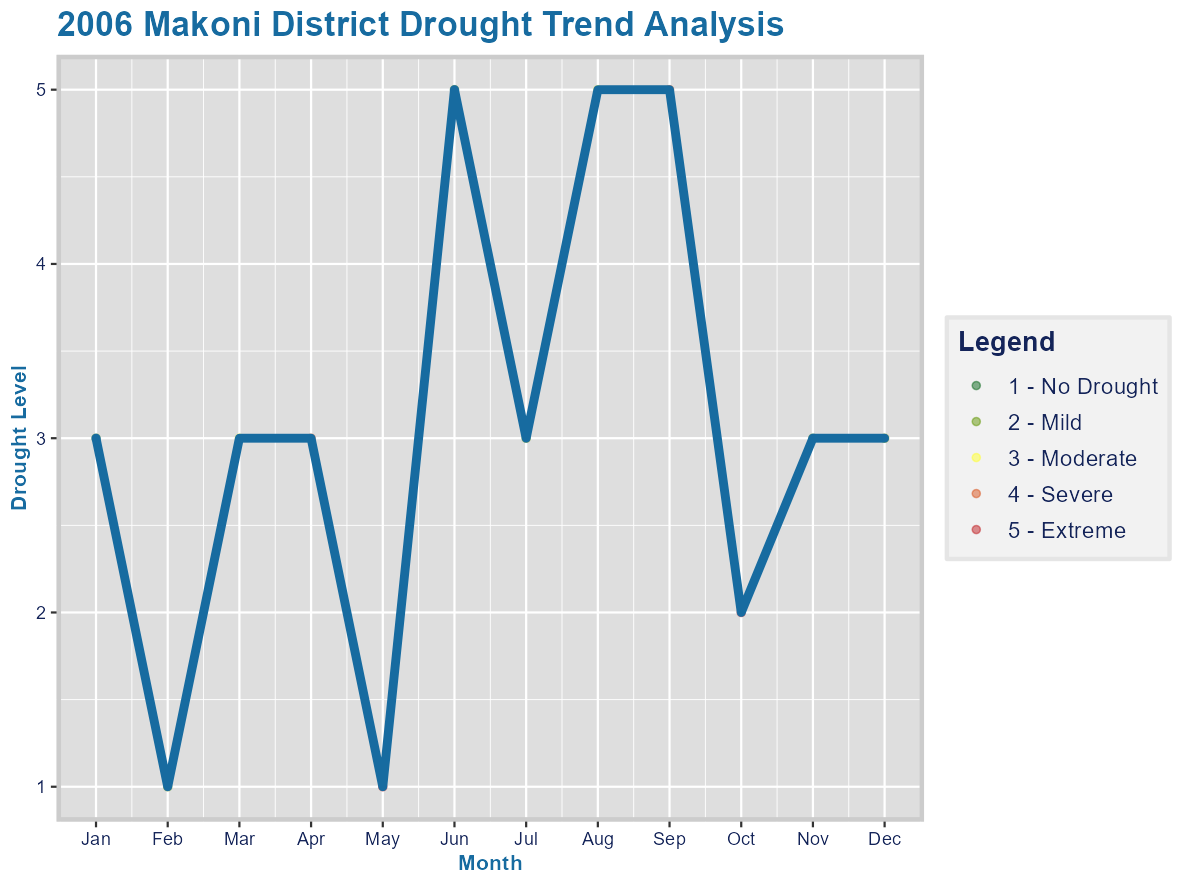 2006 Makoni District Drought Trend Analysis
Drought Level
5
4
3
2
1
Jan Feb Mar Apr May Jun Jul Aug Sep Oct Nov Dec
Month
Legend
1 - No Drought
2 - Mild
3 - Moderate
4 - Severe
5 - Extreme